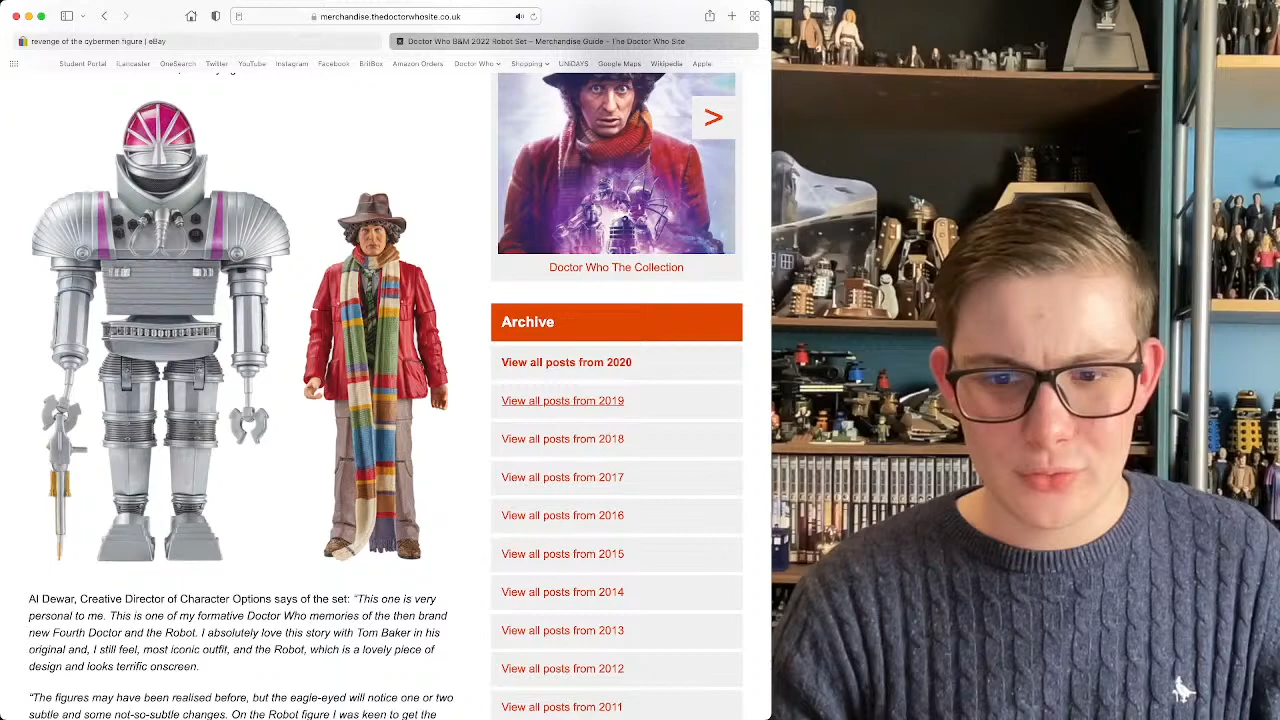 merchandise.thedoctorwhosite.co.uk
revenge of the cybermen figure | eBay
Doctor Who B&M 2022 Robot Set – Merchandise Guide - The Doctor Who Site
Student Portal iLancaster OneSearch Twitter YouTube Instagram Facebook BritBox Amazon Orders Doctor Who Shopping UNiDAYS Google Maps Wikipedia Apple
>
Doctor Who The Collection
Archive
View all posts from 2020
View all posts from 2019
View all posts from 2018
View all posts from 2017
View all posts from 2016
View all posts from 2015
View all posts from 2014
View all posts from 2013
View all posts from 2012
View all posts from 2011
Al Dewar, Creative Director of Character Options says of the set: “This one is very
personal to me. This is one of my formative Doctor Who memories of the then brand
new Fourth Doctor and the Robot. I absolutely love this story with Tom Baker in his
original and, I still feel, most iconic outfit, and the Robot, which is a lovely piece of
design and looks terrific onscreen.
“The figures may have been realised before, but the eagle-eyed will notice one or two
subtle and some not-so-subtle changes. On the Robot figure I was keen to get the